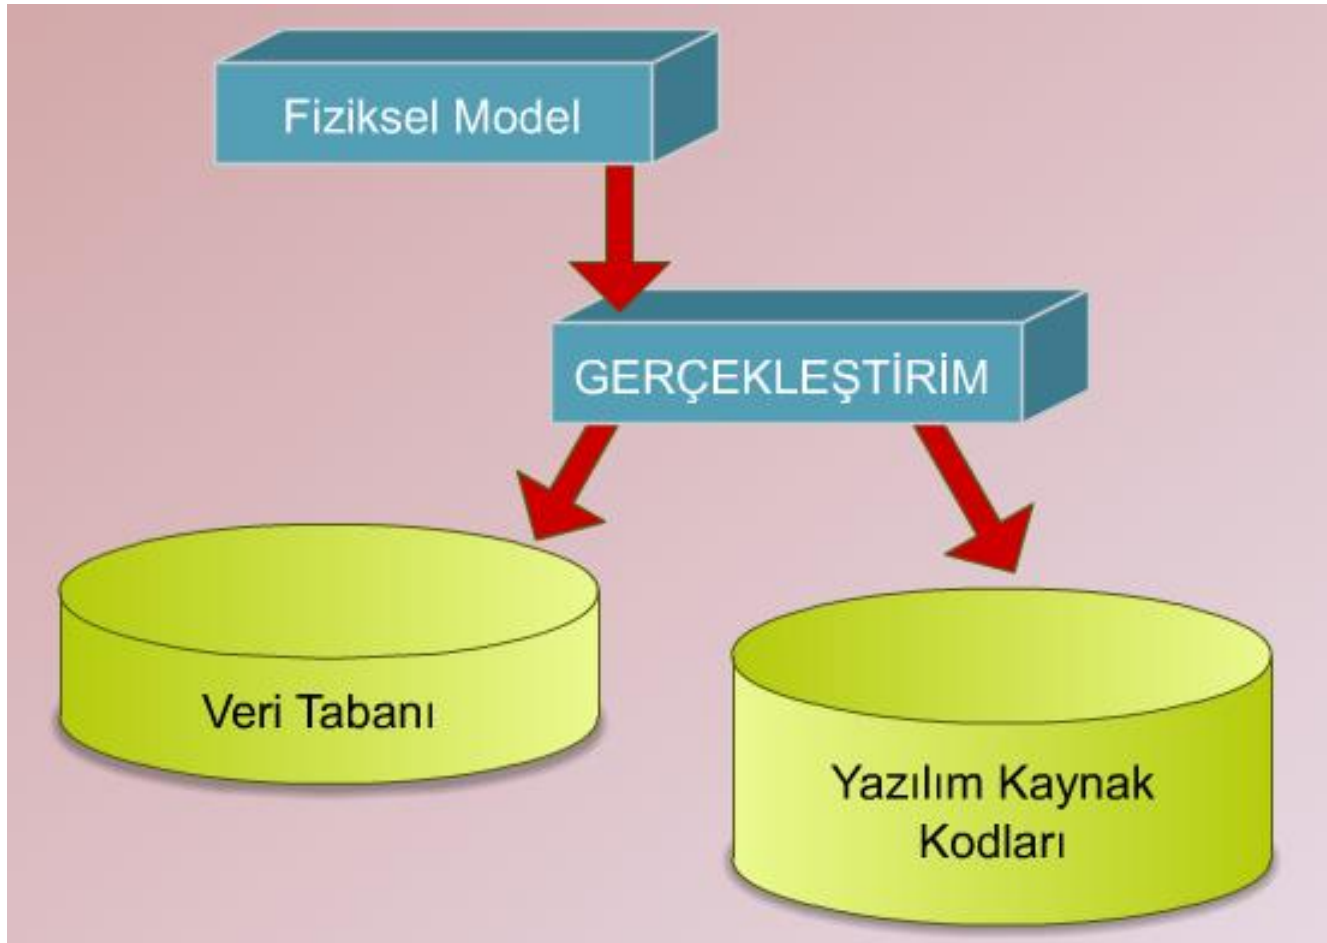 Fiziksel Model
GERÇEKLEŞTİRİM
Veri Tabanı
Yazılım Kaynak
Kodları